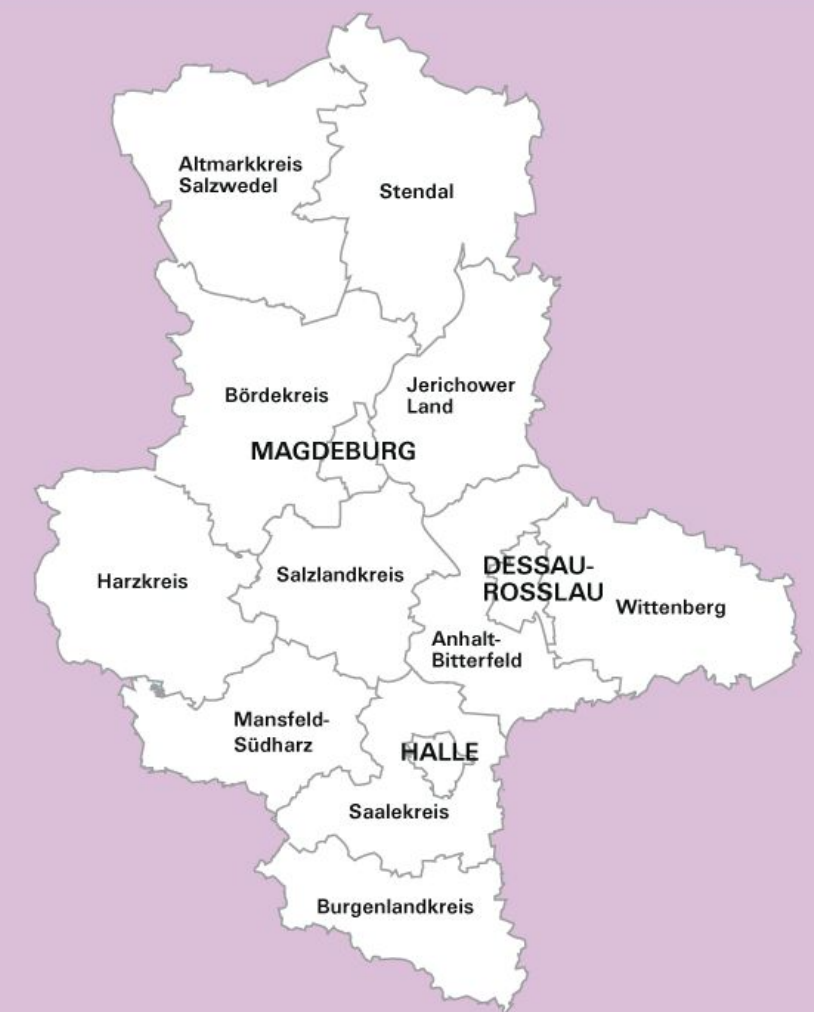 Altmarkkreis
Salzwedel
Stendal
Bördekreis
Jerichower
Land
MAGDEBURG
Harzkreis
Salzlandkreis
DESSAU-
ROSSLAU
Wittenberg
Anhalt-
Bitterfeld
Mansfeld-
Südharz
HALLE
Saalekreis
Burgenlandkreis